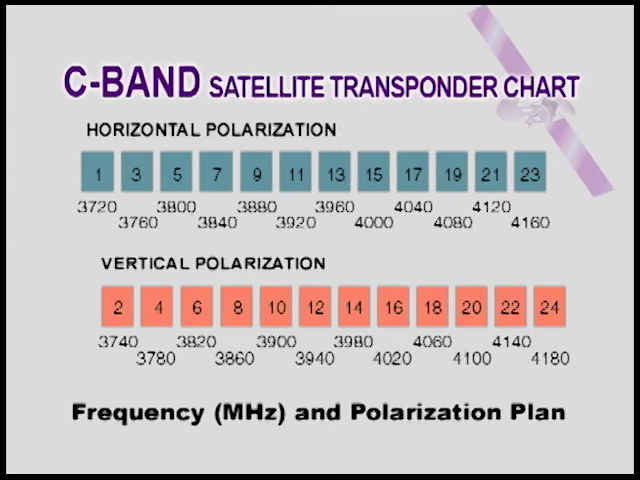 C-BAND SATELLITE TRANSPONDER CHART
HORIZONTAL POLARIZATION
1 3 5 7 9 11 13 15 17 19 21 23
3720 3800 3880 3960 4040 4120
3760 3840 3920 4000 4080 4160
VERTICAL POLARIZATION
2 4 6 8 10 12 14 16 18 20 22 24
3740 3820 3900 3980 4060 4140
3780 3860 3940 4020 4100 4180
Frequency (MHz) and Polarization Plan